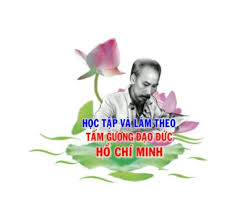 HỌC TẬP VÀ LÀM THEO
TẤM GƯƠNG ĐẠO ĐỨC
HỒ CHÍ MINH